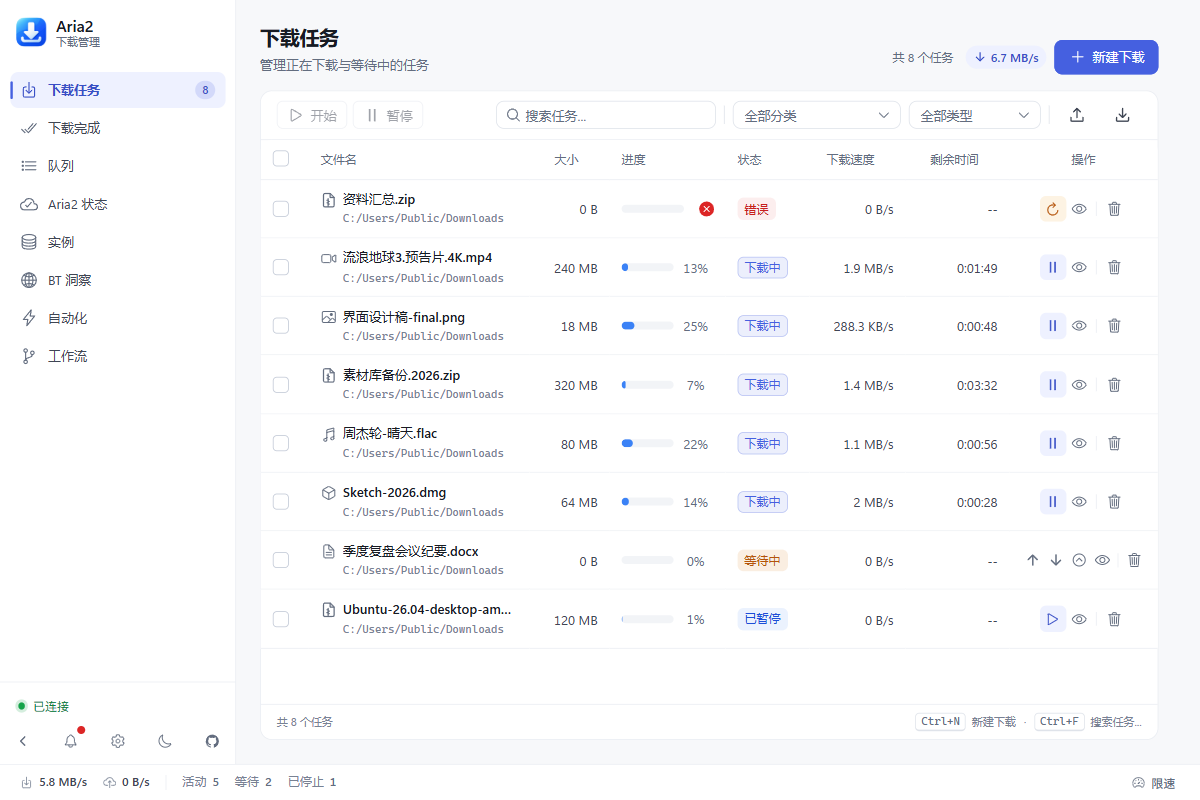 Aria2
下载管理
下载任务 8
下载完成
队列
Aria2 状态
实例
BT 洞察
自动化
工作流
已连接
下载任务
管理正在下载与等待中的任务
共 8 个任务 6.7 MB/s 新建下载
开始 暂停 搜索任务... 全部分类 全部类型
文件名 大小 进度 状态 下载速度 剩余时间 操作
资料汇总.zip
C:/Users/Public/Downloads
0 B 错误 0 B/s --
流浪地球3.预告片.4K.mp4
C:/Users/Public/Downloads
240 MB 13% 下载中 1.9 MB/s 0:01:49
界面设计稿-final.png
C:/Users/Public/Downloads
18 MB 25% 下载中 288.3 KB/s 0:00:48
素材库备份.2026.zip
C:/Users/Public/Downloads
320 MB 7% 下载中 1.4 MB/s 0:03:32
周杰轮-晴天.flac
C:/Users/Public/Downloads
80 MB 22% 下载中 1.1 MB/s 0:00:56
Sketch-2026.dmg
C:/Users/Public/Downloads
64 MB 14% 下载中 2 MB/s 0:00:28
季度复盘会议纪要.docx
C:/Users/Public/Downloads
0 B 0% 等待中 0 B/s --
Ubuntu-26.04-desktop-am...
C:/Users/Public/Downloads
120 MB 1% 已暂停 0 B/s --
共 8 个任务 Ctrl+N 新建下载 · Ctrl+F 搜索任务...
5.8 MB/s 0 B/s 活动 5 等待 2 已停止 1 限速